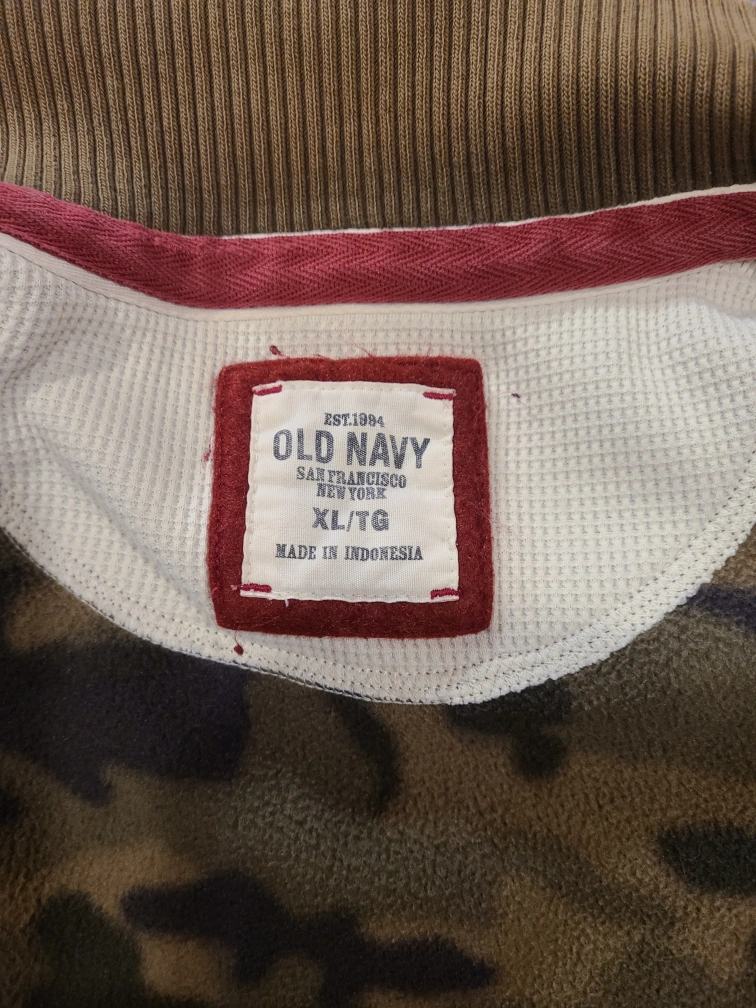 EST.1994
OLD NAVY
SAN FRANCISCO
NEW YORK
XL/TG
MADE IN INDONESIA